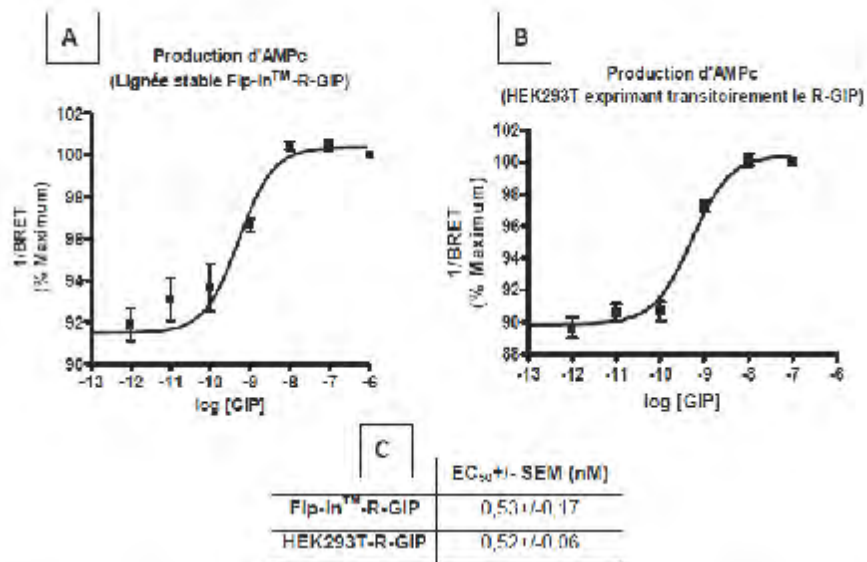 A
Production d'AMPc
(Lignée stable Flp-In™-R-GIP)
1/BRET
(% Maximum)
102
100
98
96
94
92
90
-13 -12 -11 -10 -9 -8 -7 -6
log [GIP]
B
Production d'AMPc
(HEK293T exprimant transitoirement le R-GIP)
1/BRET
(% Maximum)
102
100
98
96
94
92
90
88
-13 -12 -11 -10 -9 -8 -7 -6
log [GIP]
C
EC₅₀+/- SEM (nM)
Flp-In™-R-GIP 0,53+/-0,17
HEK293T-R-GIP 0,52+/-0,06